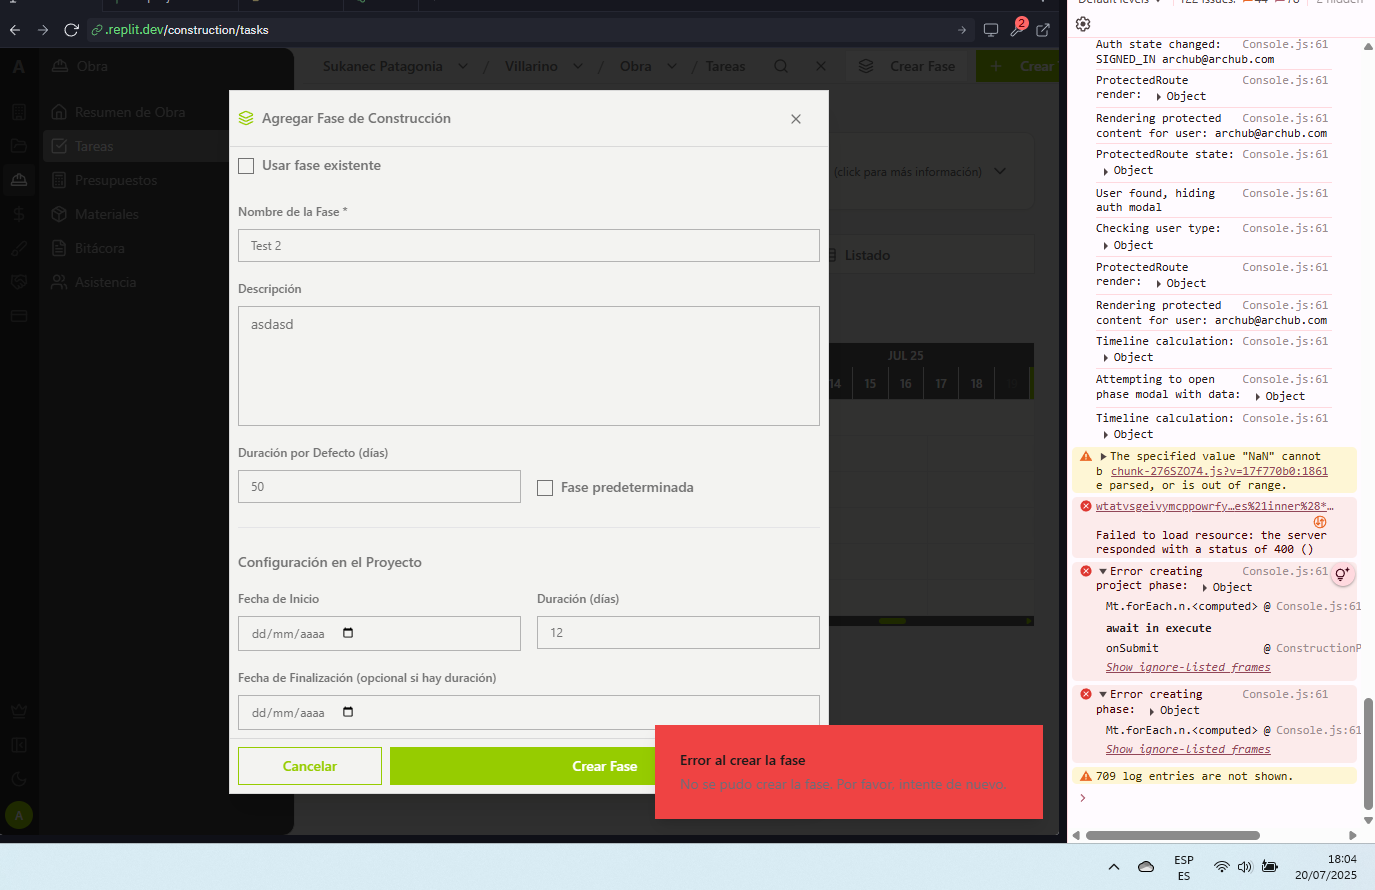 .replit.dev/construction/tasks
2
Default levels
122 Issues:
44
78
2 hidden
A
Obra
Sukanec Patagonia
/
Villarino
/
Obra
/
Tareas
Crear Fase
Crear
Resumen de Obra
Tareas
Presupuestos
Materiales
Bitácora
Asistencia
A
Agregar Fase de Construcción
Usar fase existente
Nombre de la Fase *
Test 2
Descripción
asdasd
Duración por Defecto (días)
50
Fase predeterminada
Configuración en el Proyecto
Fecha de Inicio
Duración (días)
dd/mm/aaaa
12
Fecha de Finalización (opcional si hay duración)
dd/mm/aaaa
Cancelar
Crear Fase
(click para más información)
Listado
JUL 25
14 15 16 17 18
Error al crear la fase
No se pudo crear la fase. Por favor, intente de nuevo.
Auth state changed: Console.js:61
SIGNED_IN archub@archub.com
ProtectedRoute Console.js:61
render: Object
Rendering protected Console.js:61
content for user: archub@archub.com
ProtectedRoute state: Console.js:61
Object
User found, hiding Console.js:61
auth modal
Checking user type: Console.js:61
Object
ProtectedRoute Console.js:61
render: Object
Rendering protected Console.js:61
content for user: archub@archub.com
Timeline calculation: Console.js:61
Object
Attempting to open Console.js:61
phase modal with data: Object
Timeline calculation: Console.js:61
Object
The specified value "NaN" cannot
b chunk-276SZO74.js?v=17f770b0:1861
e parsed, or is out of range.
wtatvsgeivymcppowrfy…es%21inner%28*…
Failed to load resource: the server
responded with a status of 400 ()
Error creating Console.js:61
project phase: Object
Mt.forEach.n.<computed> @ Console.js:61
await in execute
onSubmit @ ConstructionP
Show ignore-listed frames
Error creating Console.js:61
phase: Object
Mt.forEach.n.<computed> @ Console.js:61
Show ignore-listed frames
709 log entries are not shown.
ESP
ES
18:04
20/07/2025